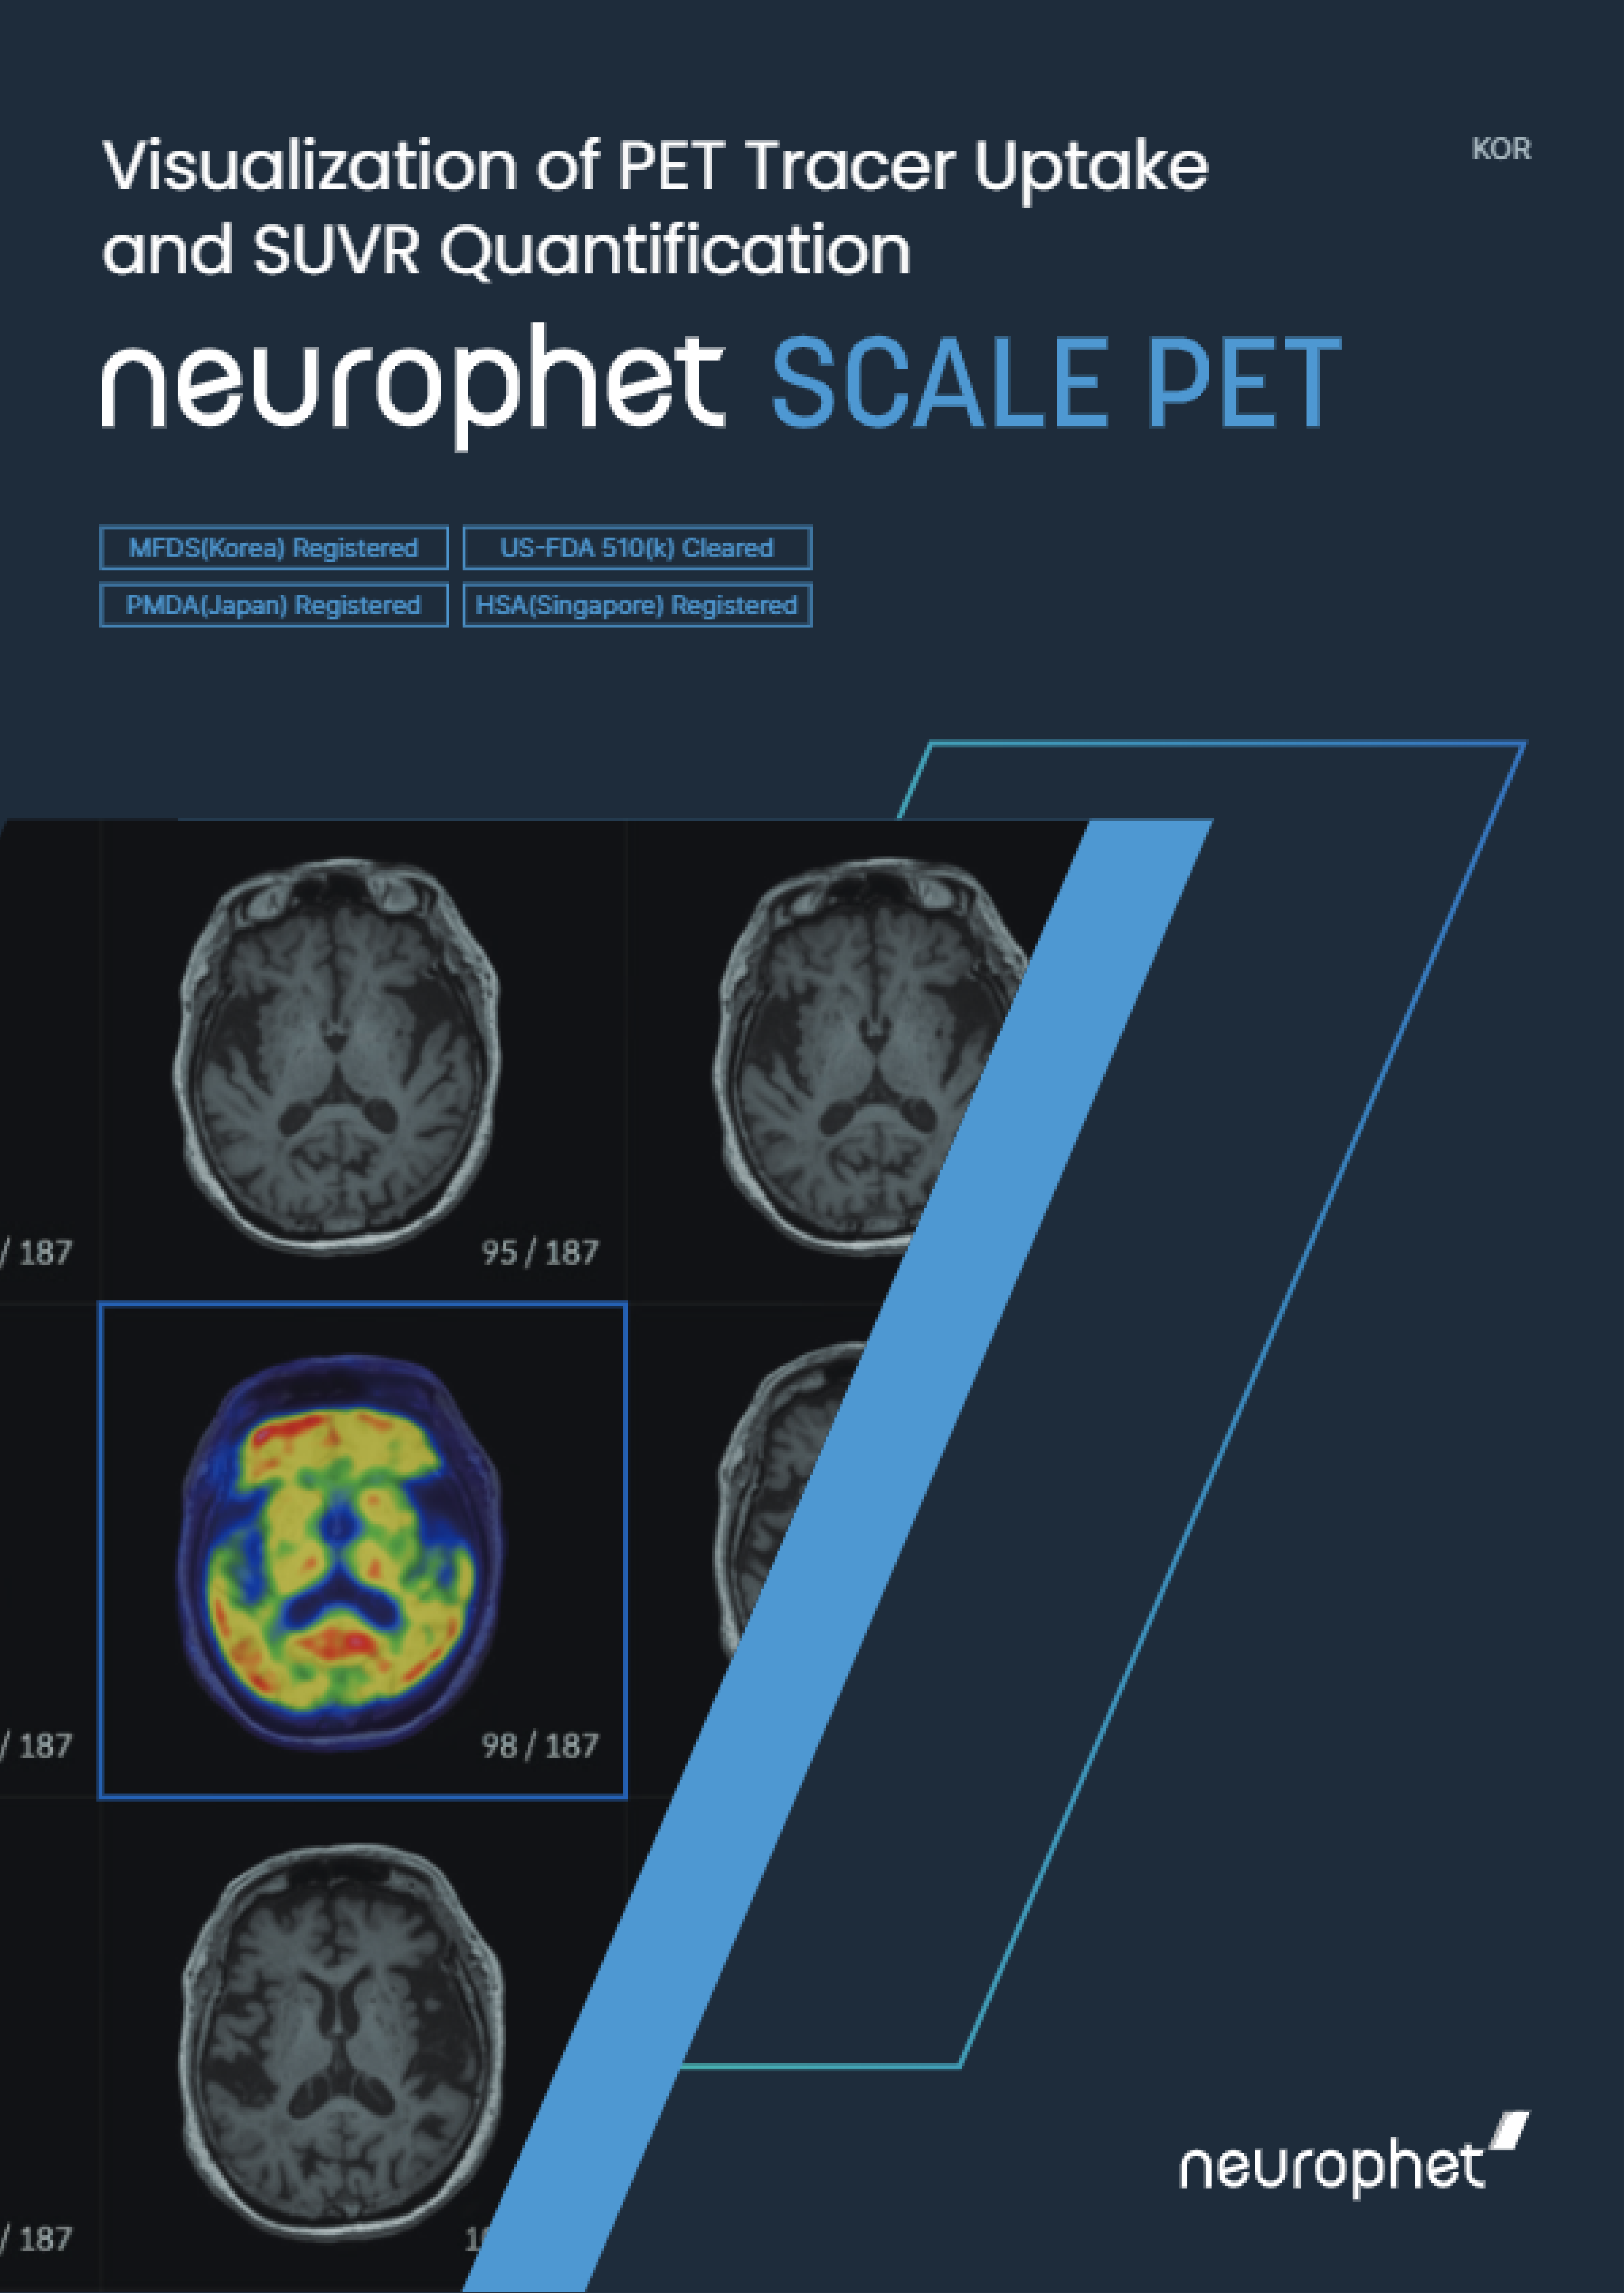 Visualization of PET Tracer Uptake
KOR
and SUVR Quantification
neurophet SCALE PET
MFDS(Korea) Registered
US-FDA 510(k) Cleared
PMDA(Japan) Registered
HSA(Singapore) Registered
/ 187
95 / 187
/ 187
98 / 187
/ 187
neurophet